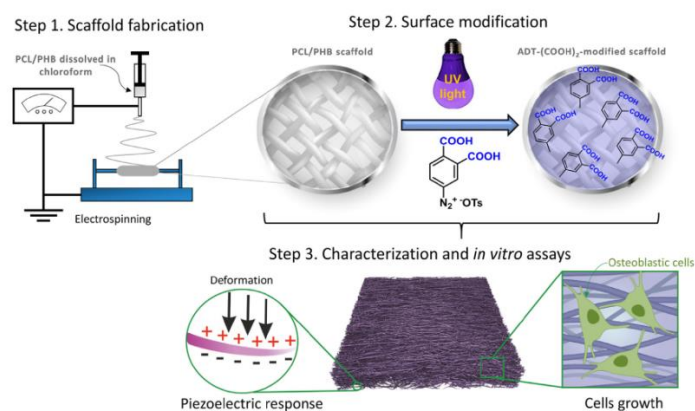 Step 1. Scaffold fabrication
PCL/PHB dissolved in
chloroform
Electrospinning
Step 2. Surface modification
PCL/PHB scaffold
UV
light
ADT-(COOH)₂-modified scaffold
COOH
COOH
N₂⁺ ⁻OTs
COOH
COOH
COOH
COOH
COOH
COOH
COOH
COOH
COOH
COOH
Step 3. Characterization and in vitro assays
Deformation
+ + + + + + +
- - - - - -
Piezoelectric response
Osteoblastic cells
Cells growth